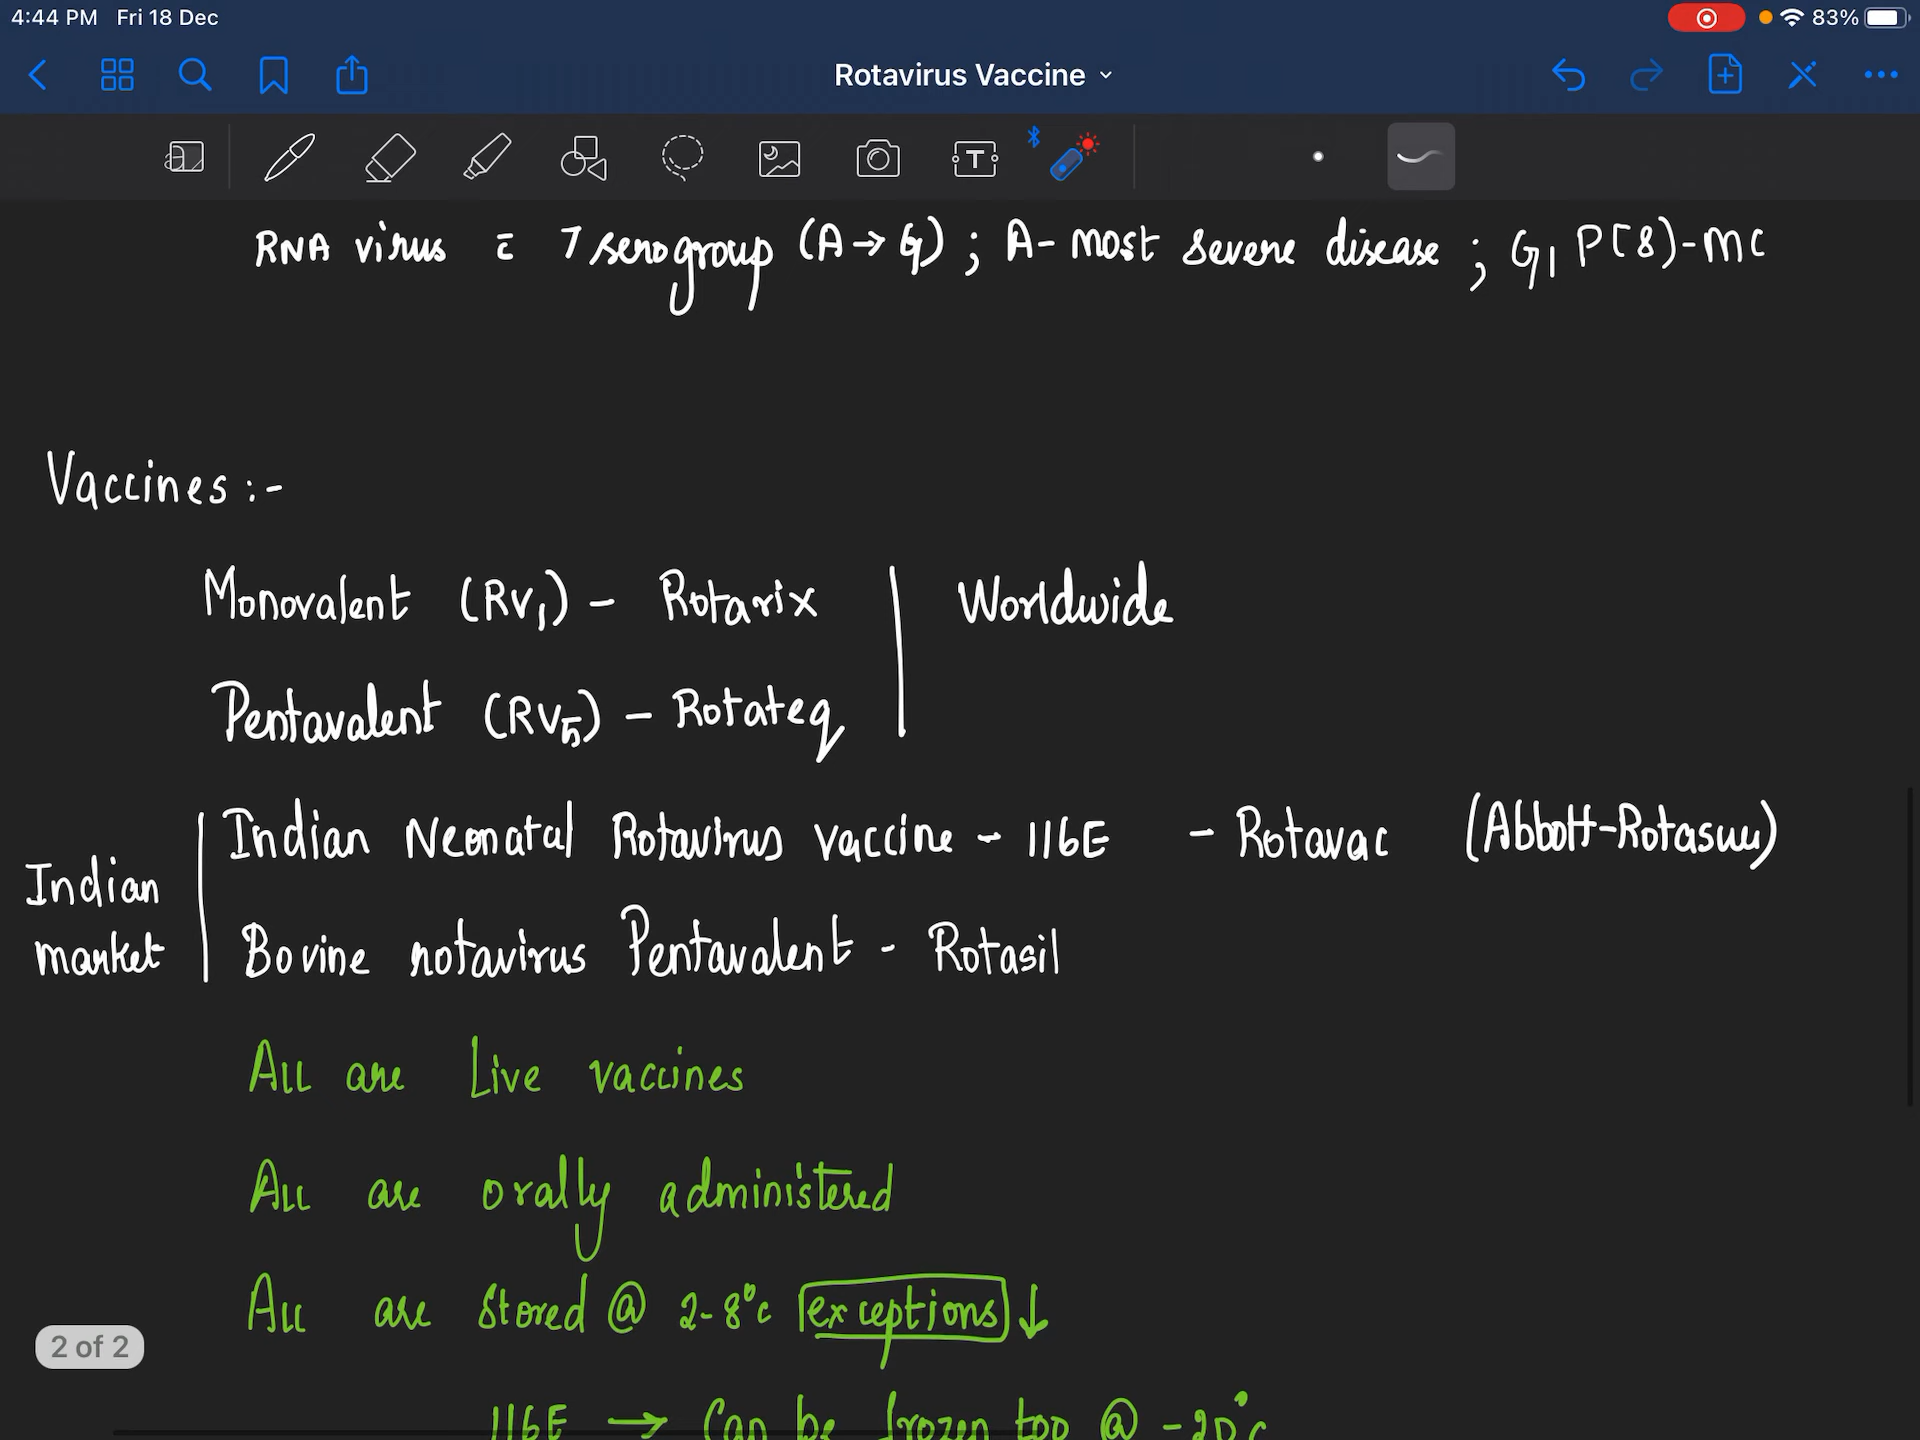 4:44 PM Fri 18 Dec
83%
Rotavirus Vaccine
RNA virus c̄ 7 serogroup (A→G) ; A- most severe disease ; G1 P[8]-mc
Vaccines :-
Monovalent (RV1) - Rotarix
Worldwide
Pentavalent (RV5) - Rotateq
Indian Neonatal Rotavirus vaccine - 116E - Rotavac (Abbott-Rotasure)
Indian market
Bovine rotavirus Pentavalent - Rotasil
All are Live vaccines
All are orally administered
All are stored @ 2-8°c exceptions ↓
2 of 2
116E → Can be frozen too @ -20°c